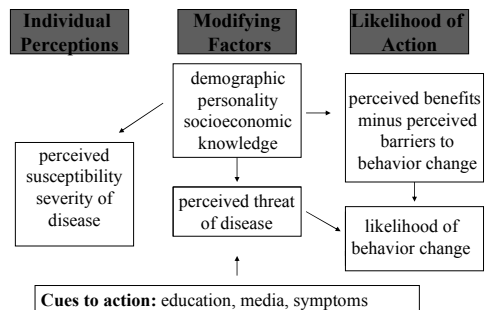 Individual
Perceptions
Modifying
Factors
Likelihood of
Action
demographic
personality
socioeconomic
knowledge
perceived benefits
minus perceived
barriers to
behavior change
perceived
susceptibility
severity of
disease
perceived threat
of disease
likelihood of
behavior change
Cues to action: education, media, symptoms